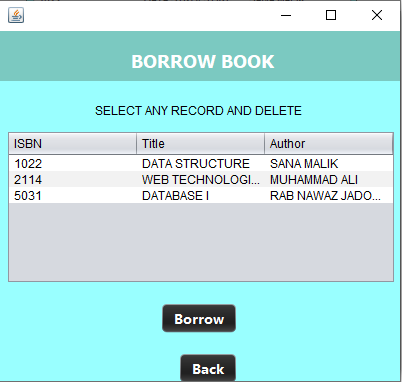 BORROW BOOK
SELECT ANY RECORD AND DELETE
ISBN Title Author
1022 DATA STRUCTURE SANA MALIK
2114 WEB TECHNOLOGI... MUHAMMAD ALI
5031 DATABASE I RAB NAWAZ JADO...
Borrow
Back